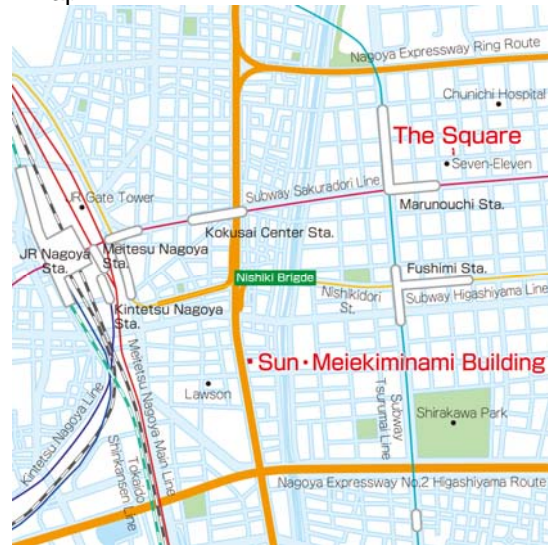 Nagoya Expressway Ring Route
Chunichi Hospital
The Square
Seven-Eleven
Subway Sakuradori Line
Marunouchi Sta.
JR Gate Tower
Kokusai Center Sta.
Meitesu Nagoya
Sta.
JR Nagoya
Sta.
Fushimi Sta.
Nishiki Brigde
Nishikidori
St.
Subway Higashiyama Line
Kintetsu Nagoya
Sta.
Sun・Meiekiminami Building
Lawson
Meitetsu Nagoya Main Line
Kintetsu Nagoya Line
Tokaido
Shinkansen Line
Subway
Tsurumai Line
Shirakawa Park
Nagoya Expressway No.2 Higashiyama Route